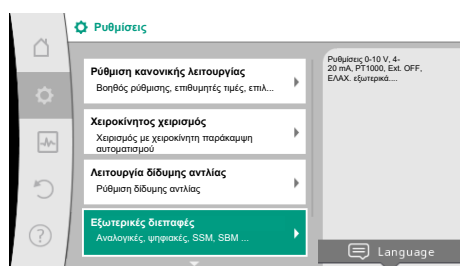 Ρυθμίσεις
Ρύθμιση κανονικής λειτουργίας
Βοηθός ρύθμισης, επιθυμητές τιμές, επιλ...
Χειροκίνητος χειρισμός
Χειρισμός με χειροκίνητη παράκαμψη
αυτοματισμού
Λειτουργία δίδυμης αντλίας
Ρύθμιση δίδυμης αντλίας
Εξωτερικές διεπαφές
Αναλογικές, ψηφιακές, SSM, SBM ...
Ρυθμίσεις 0-10 V, 4-
20 mA, PT1000, Ext. OFF,
ΕΛΑΧ. εξωτερικά....
Language